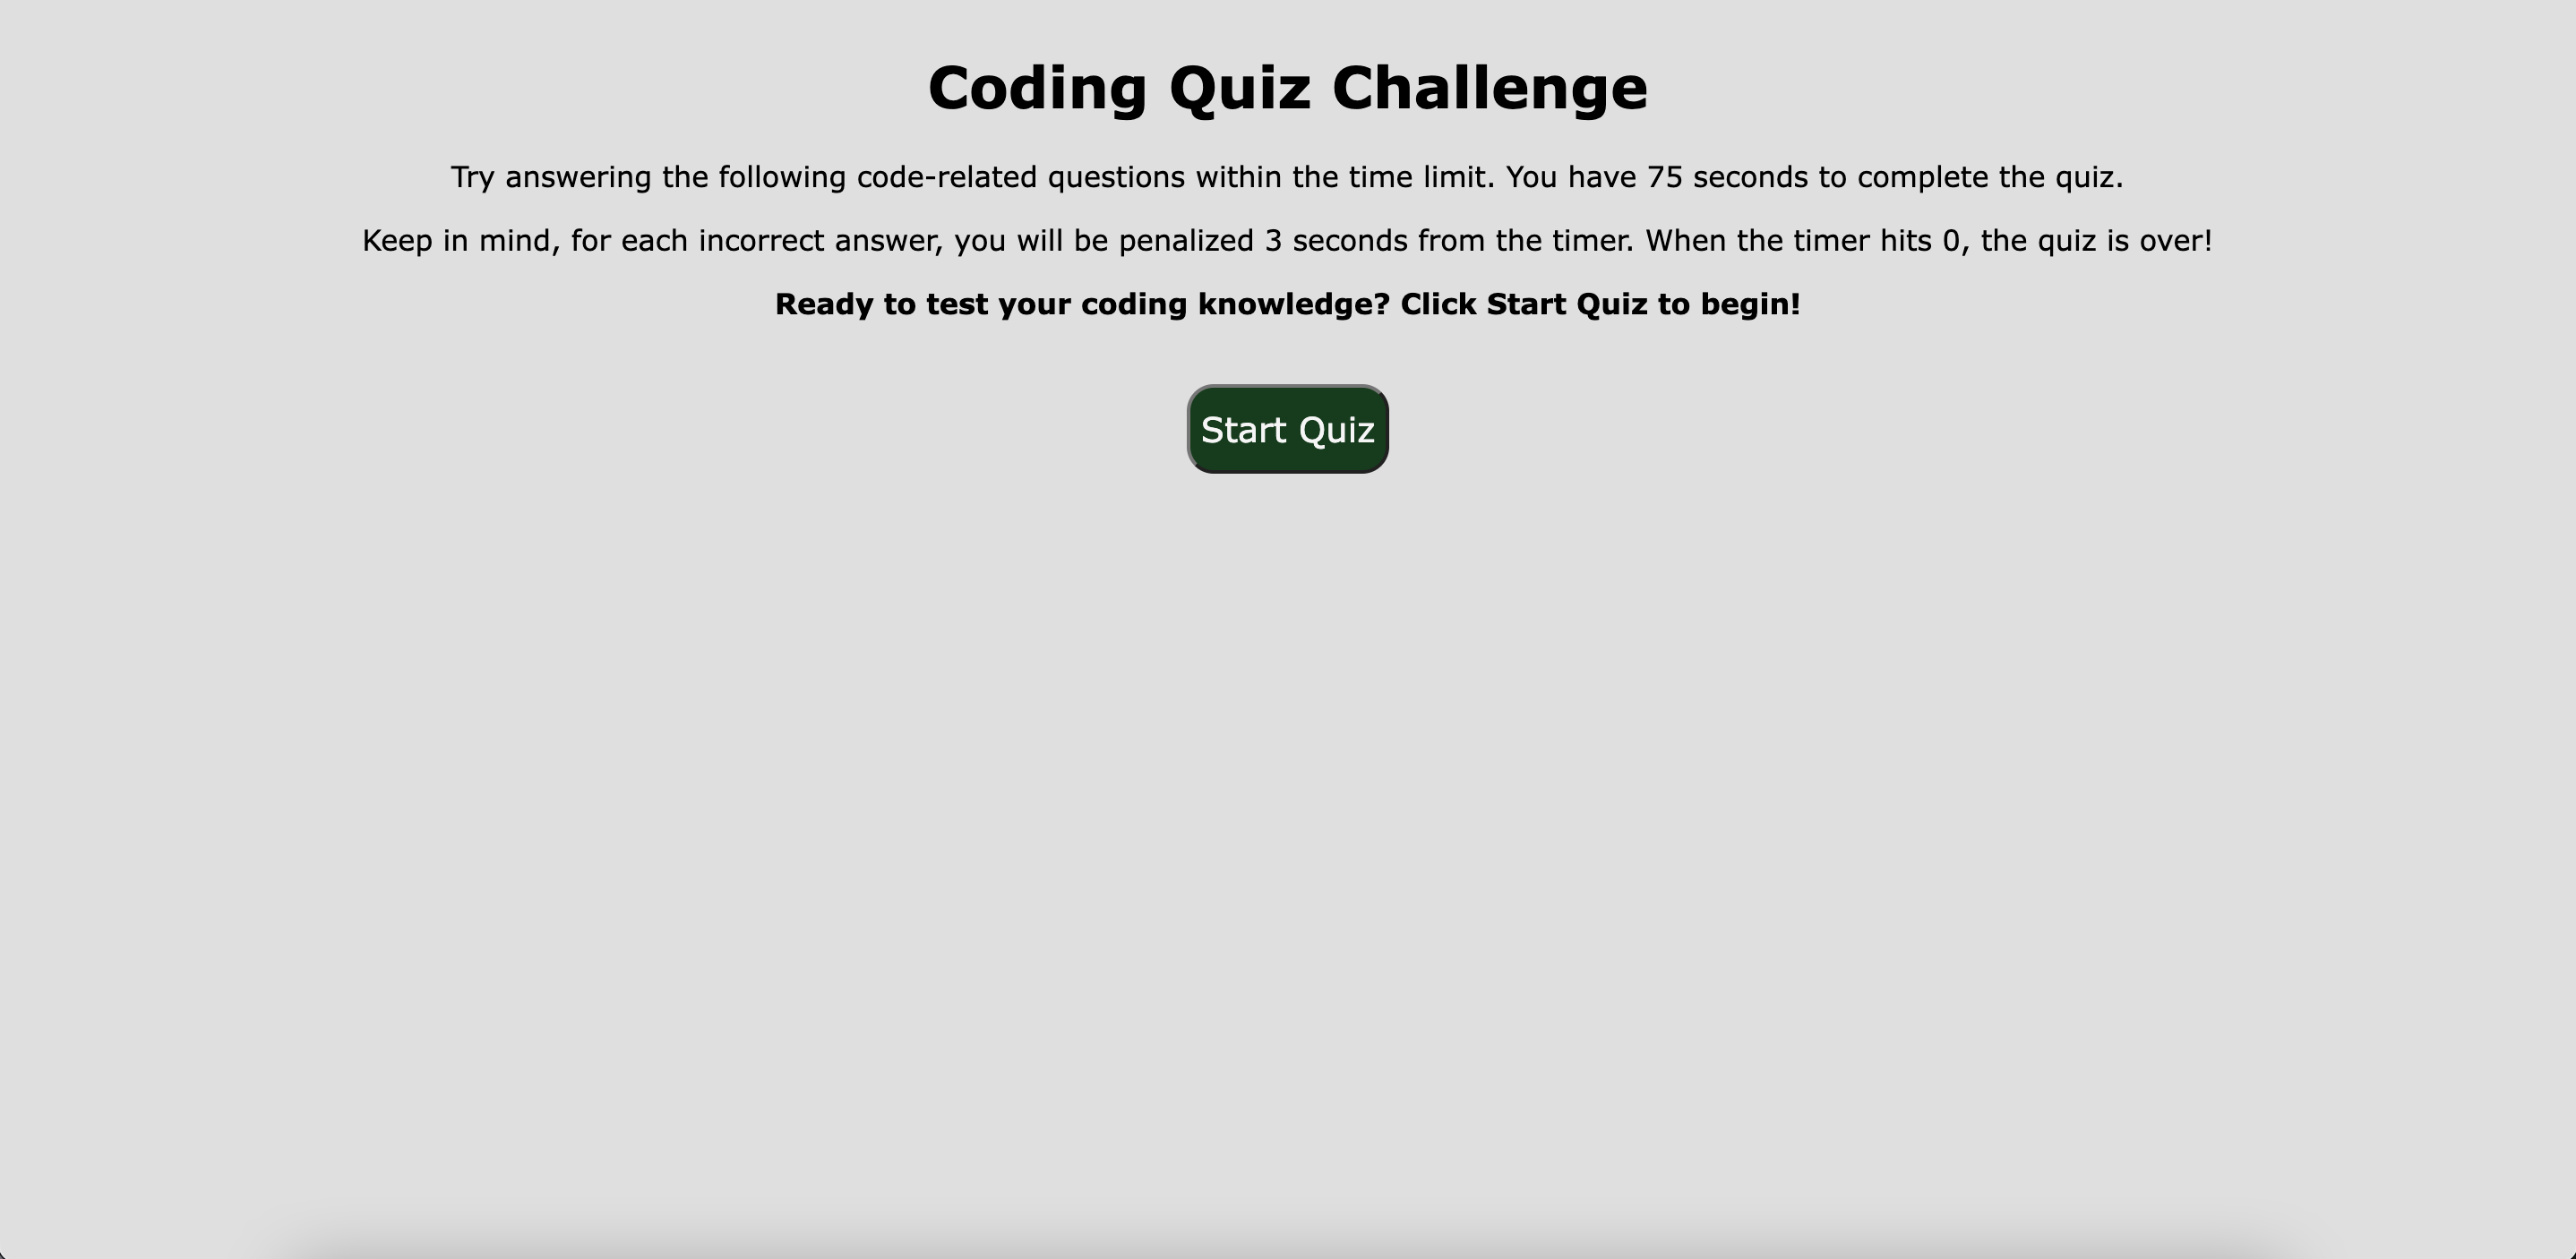 Coding Quiz Challenge
Try answering the following code-related questions within the time limit. You have 75 seconds to complete the quiz.
Keep in mind, for each incorrect answer, you will be penalized 3 seconds from the timer. When the timer hits 0, the quiz is over!
Ready to test your coding knowledge? Click Start Quiz to begin!
Start Quiz